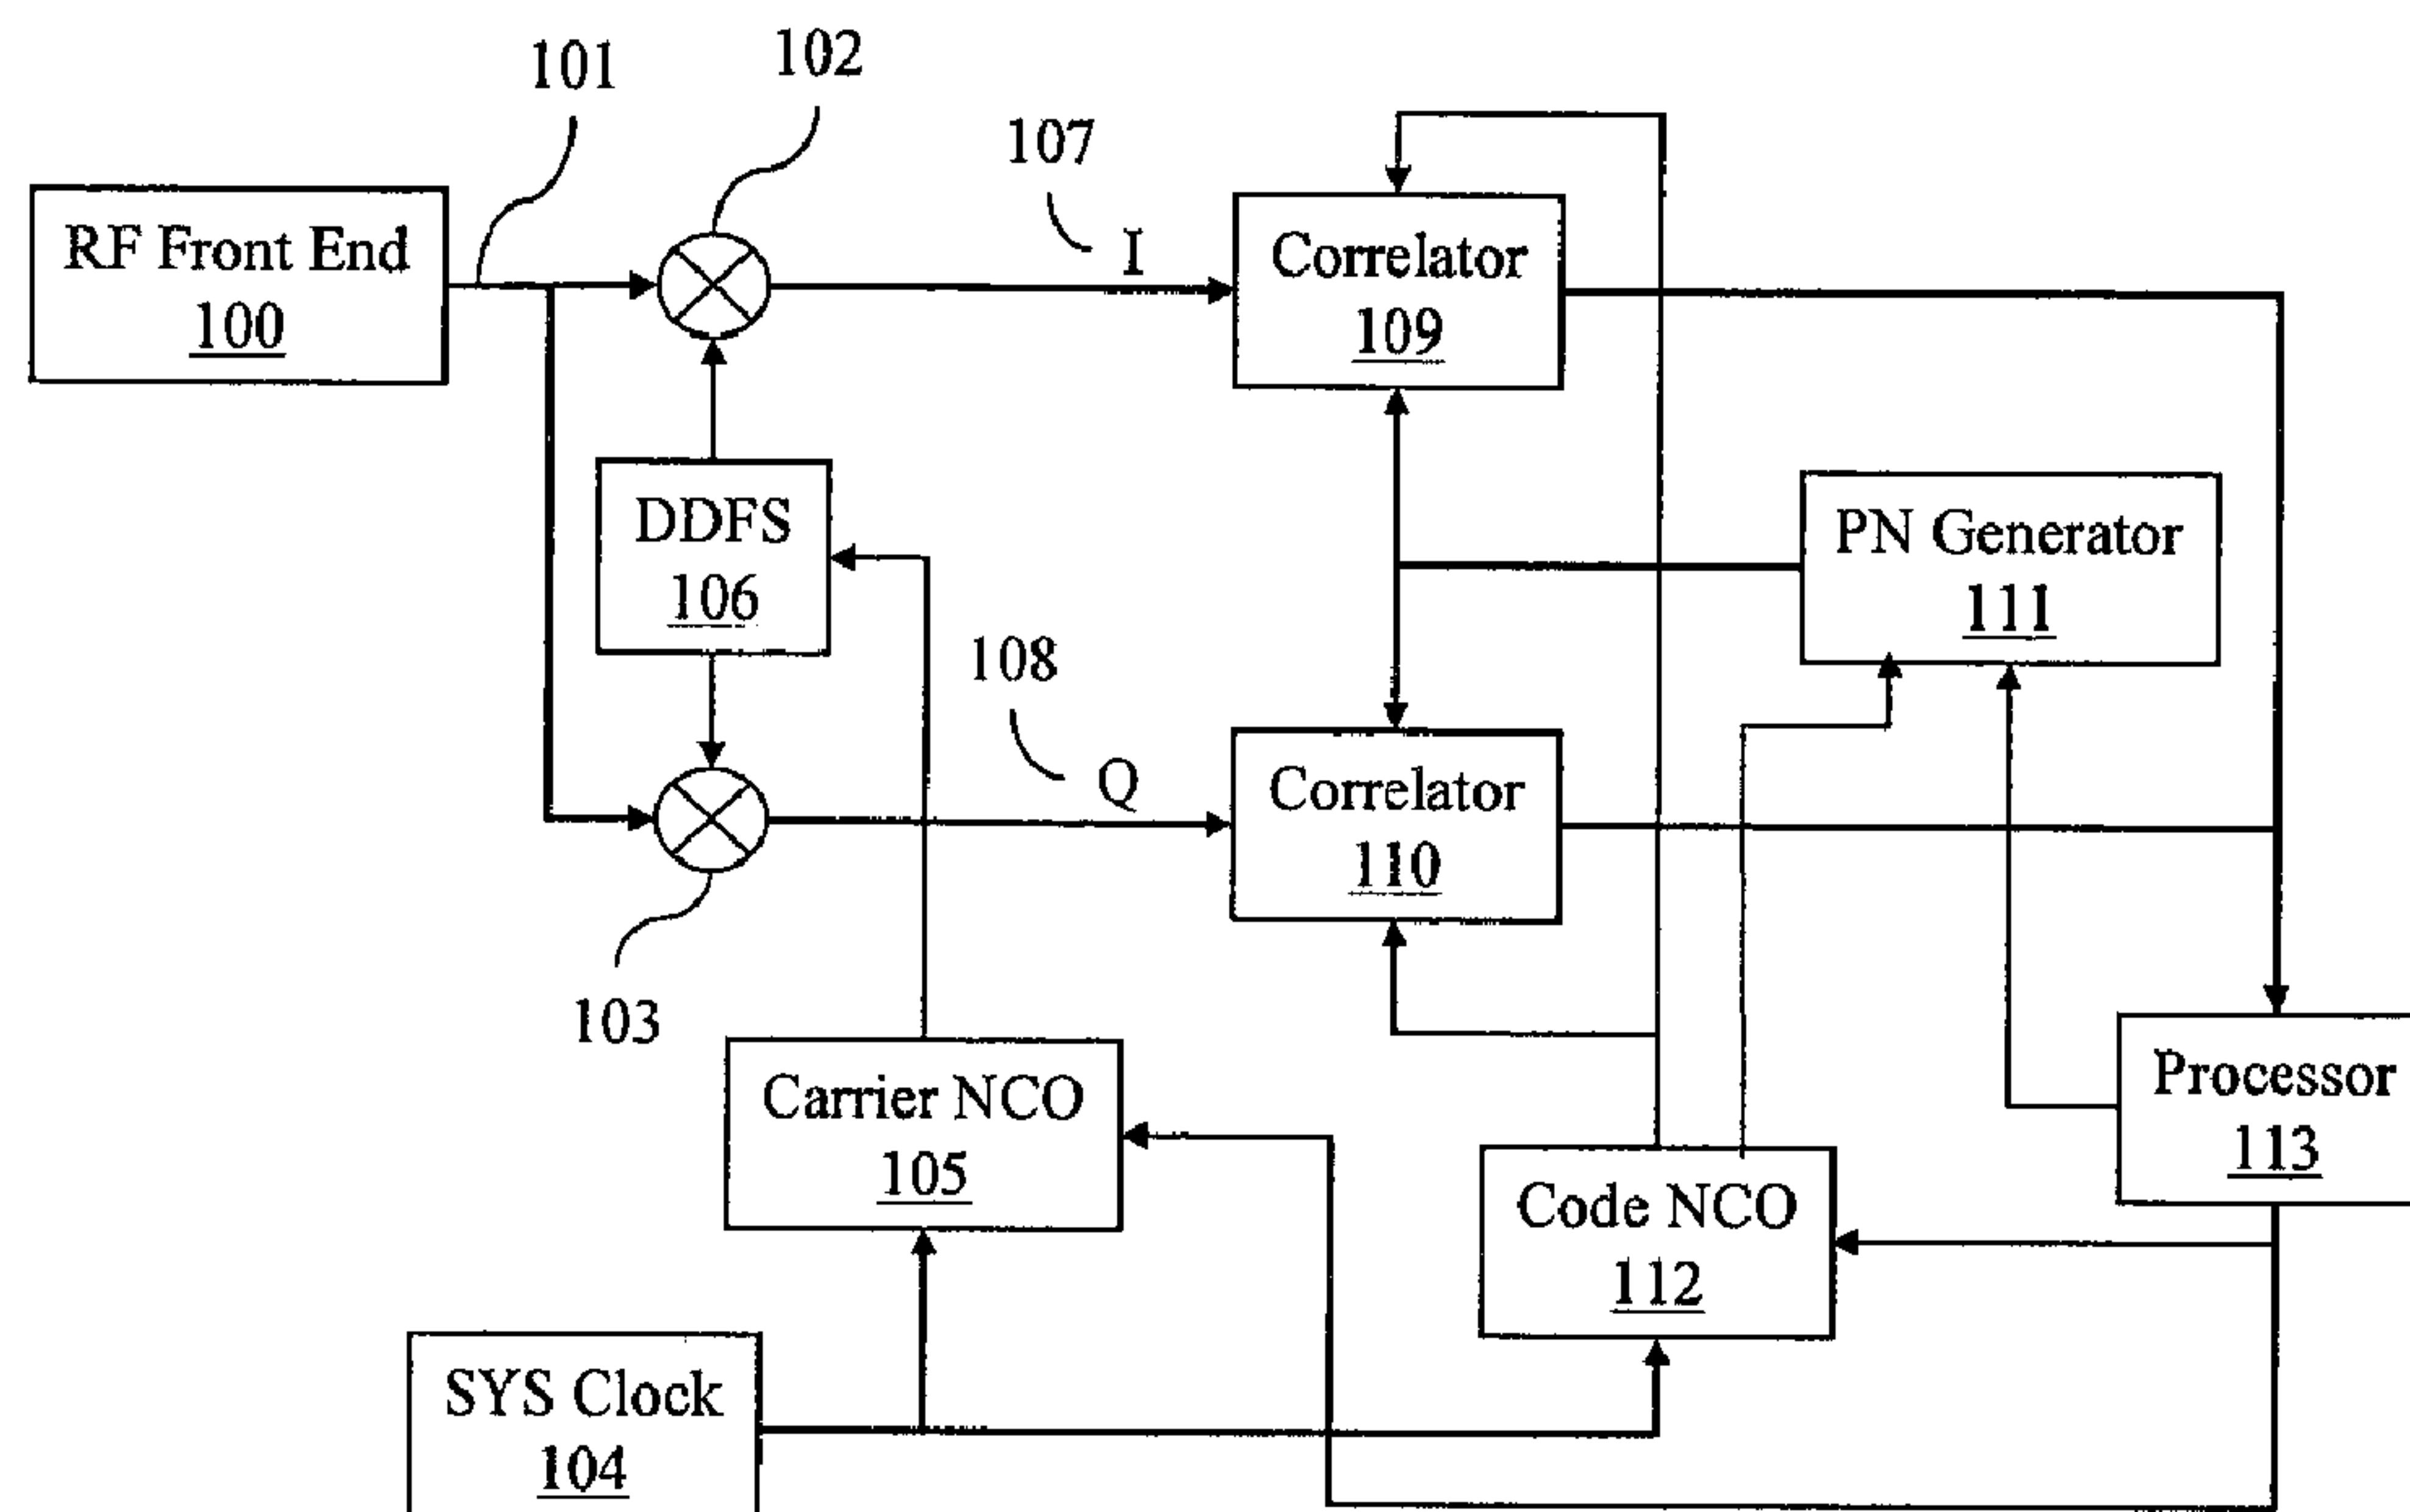 101
102
107
RF Front End
100
I
Correlator
109
DDFS
106
PN Generator
111
108
Q
Correlator
110
103
Carrier NCO
105
Processor
113
Code NCO
112
SYS Clock
104